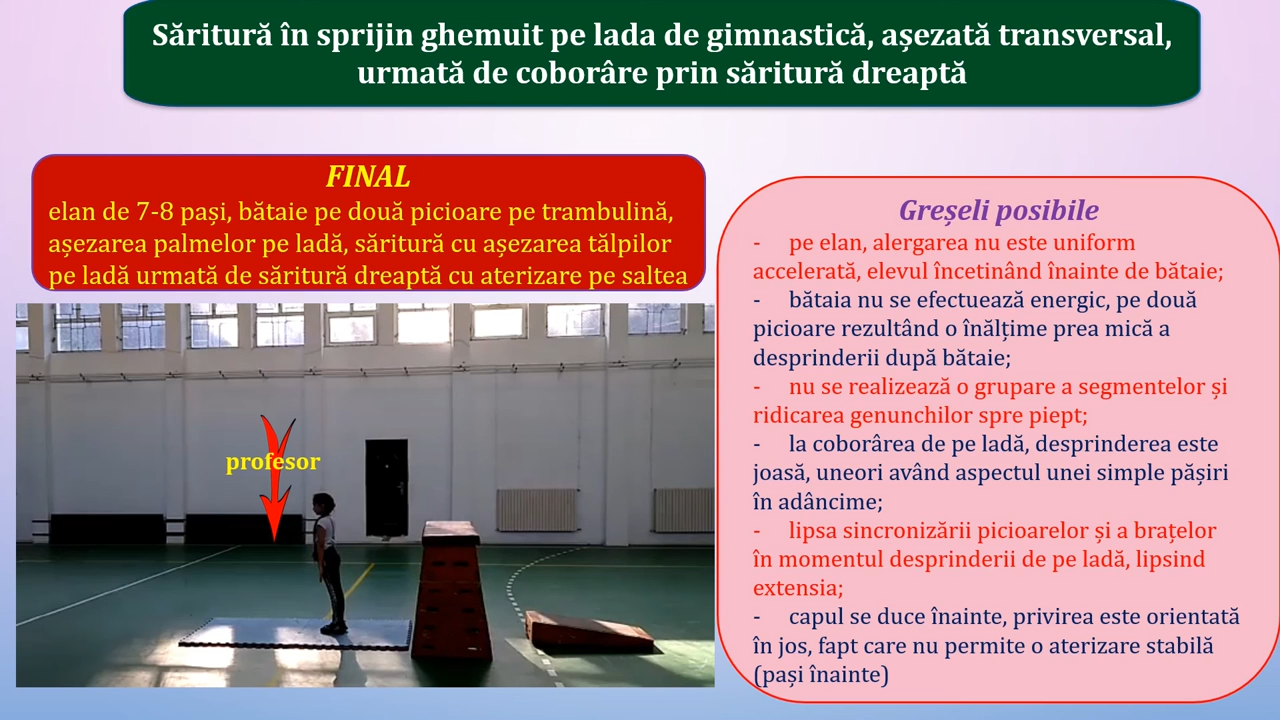 Săritură în sprijin ghemuit pe lada de gimnastică, așezată transversal,
urmată de coborâre prin săritură dreaptă
FINAL
elan de 7-8 pași, bătaie pe două picioare pe trambulină,
așezarea palmelor pe ladă, săritură cu așezarea tălpilor
pe ladă urmată de săritură dreaptă cu aterizare pe saltea
profesor
Greșeli posibile
- pe elan, alergarea nu este uniform
accelerată, elevul încetinând înainte de bătaie;
- bătaia nu se efectuează energic, pe două
picioare rezultând o înălțime prea mică a
desprinderii după bătaie;
- nu se realizează o grupare a segmentelor și
ridicarea genunchilor spre piept;
- la coborârea de pe ladă, desprinderea este
joasă, uneori având aspectul unei simple pășiri
în adâncime;
- lipsa sincronizării picioarelor şi a brațelor
în momentul desprinderii de pe ladă, lipsind
extensia;
- capul se duce înainte, privirea este orientată
în jos, fapt care nu permite o aterizare stabilă
(pași înainte)